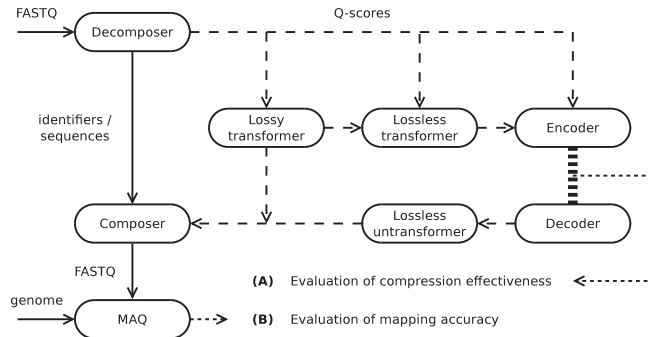 FASTQ
Q-scores
Decomposer
identifiers /
sequences
Lossy
transformer
Lossless
transformer
Encoder
Composer
Lossless
untransformer
Decoder
FASTQ
(A) Evaluation of compression effectiveness
genome
MAQ
(B) Evaluation of mapping accuracy